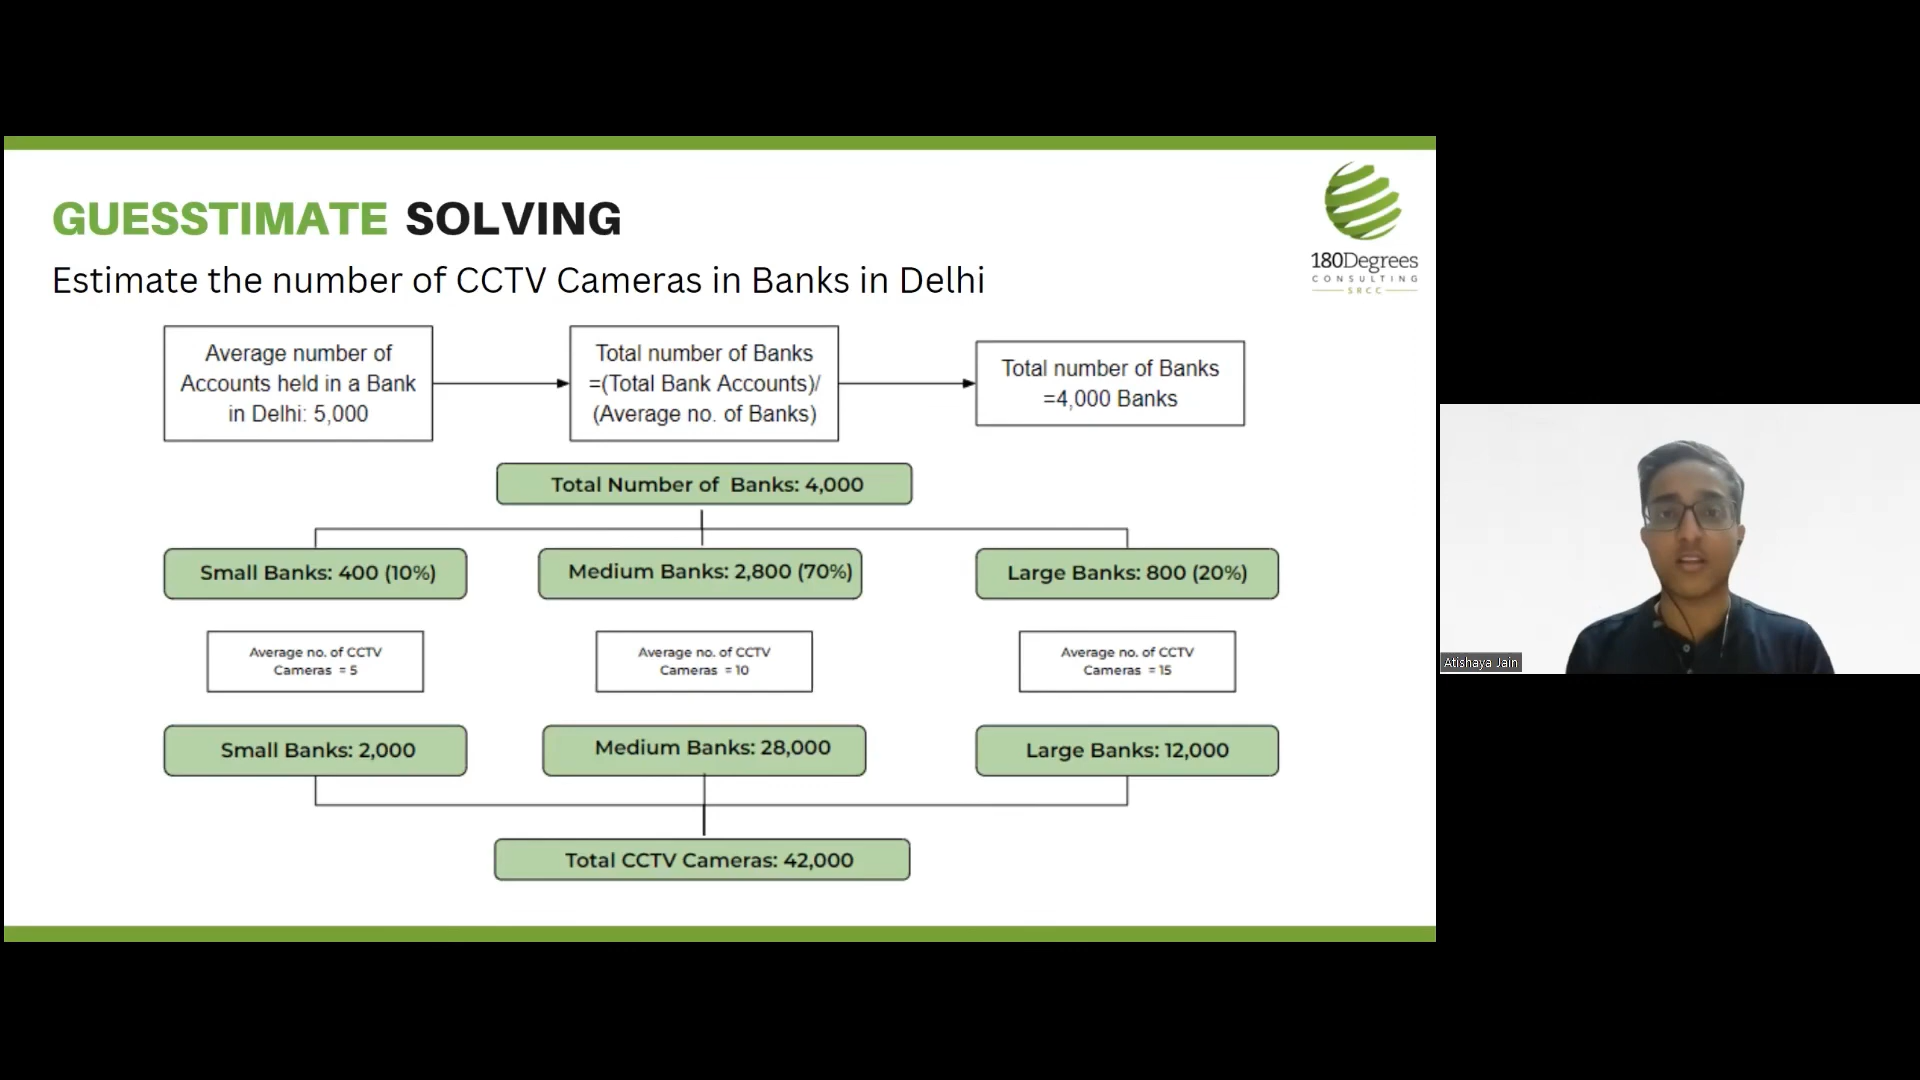 GUESSTIMATE SOLVING
Estimate the number of CCTV Cameras in Banks in Delhi
180Degrees
CONSULTING
SRCC
Average number of
Accounts held in a Bank
in Delhi: 5,000
Total number of Banks
=(Total Bank Accounts)/
(Average no. of Banks)
Total number of Banks
=4,000 Banks
Total Number of Banks: 4,000
Small Banks: 400 (10%)
Medium Banks: 2,800 (70%)
Large Banks: 800 (20%)
Average no. of CCTV
Cameras = 5
Average no. of CCTV
Cameras = 10
Average no. of CCTV
Cameras = 15
Small Banks: 2,000
Medium Banks: 28,000
Large Banks: 12,000
Total CCTV Cameras: 42,000
Atishaya Jain